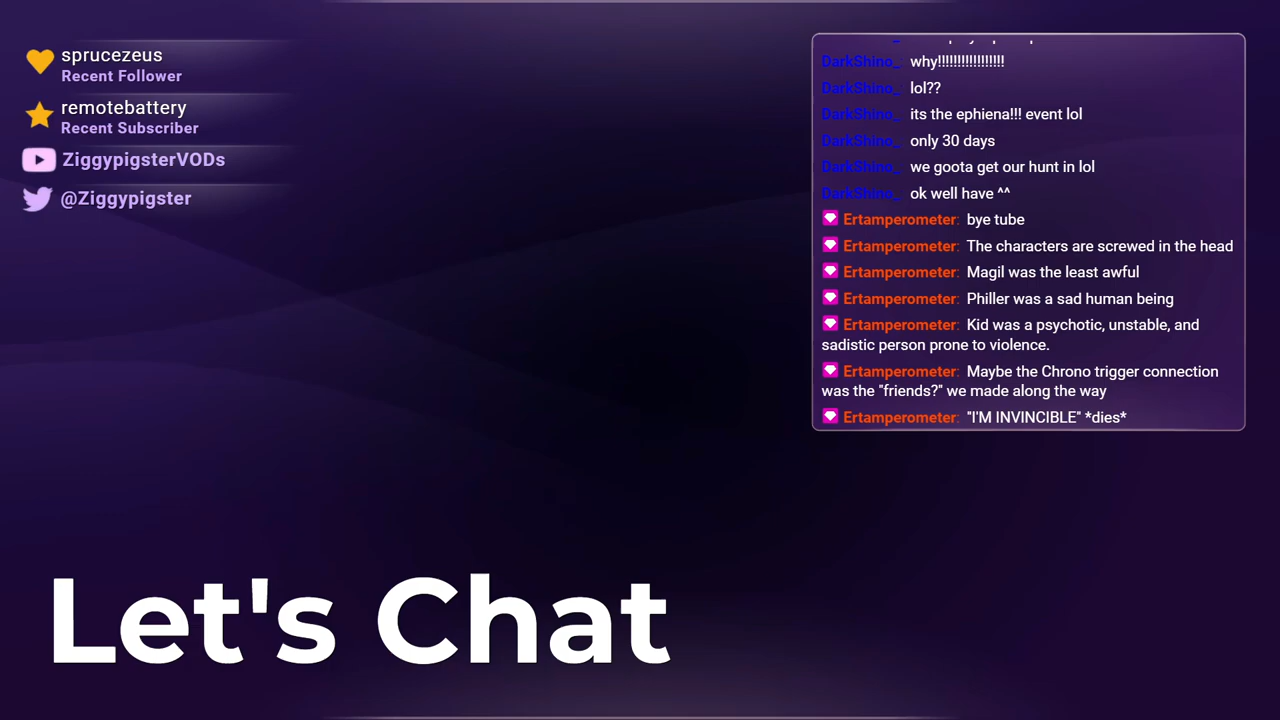 sprucezeus
Recent Follower
remotebattery
Recent Subscriber
ZiggypigsterVODs
@Ziggypigster
DarkShino_ why!!!!!!!!!!!!!!!!!
DarkShino_ lol??
DarkShino_ its the ephiena!!! event lol
DarkShino_ only 30 days
DarkShino_ we goota get our hunt in lol
DarkShino_ ok well have ^^
Ertamperometer: bye tube
Ertamperometer: The characters are screwed in the head
Ertamperometer: Magil was the least awful
Ertamperometer: Philler was a sad human being
Ertamperometer: Kid was a psychotic, unstable, and
sadistic person prone to violence.
Ertamperometer: Maybe the Chrono trigger connection
was the "friends?" we made along the way
Ertamperometer: "I'M INVINCIBLE" *dies*
Let's Chat